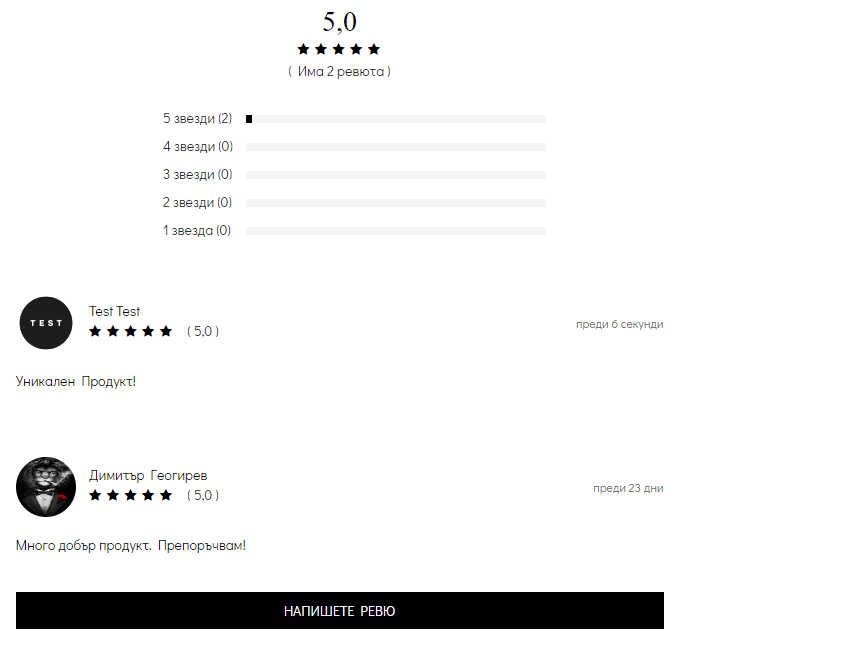 5,0
( Има 2 ревюта )
5 звезди (2)
4 звезди (0)
3 звезди (0)
2 звезди (0)
1 звезда (0)
TEST
Test Test
( 5,0 )
преди 6 секунди
Уникален Продукт!
Димитър Геогирев
( 5,0 )
преди 23 дни
Много добър продукт. Препоръчвам!
НАПИШЕТЕ РЕВЮ